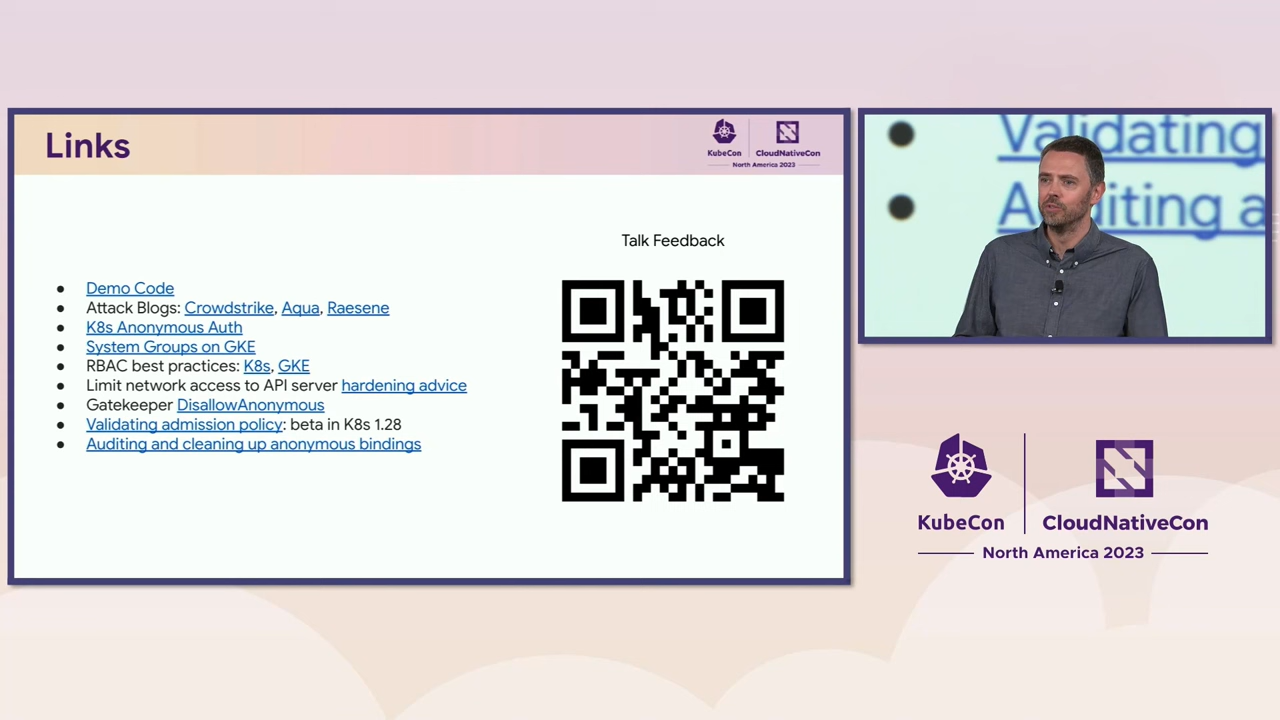 Links
KubeCon
CloudNativeCon
North America 2023
Talk Feedback
● Demo Code
● Attack Blogs: Crowdstrike, Aqua, Raesene
● K8s Anonymous Auth
● System Groups on GKE
● RBAC best practices: K8s, GKE
● Limit network access to API server hardening advice
● Gatekeeper DisallowAnonymous
● Validating admission policy: beta in K8s 1.28
● Auditing and cleaning up anonymous bindings
● Validating
● Auditing a
KubeCon
CloudNativeCon
North America 2023